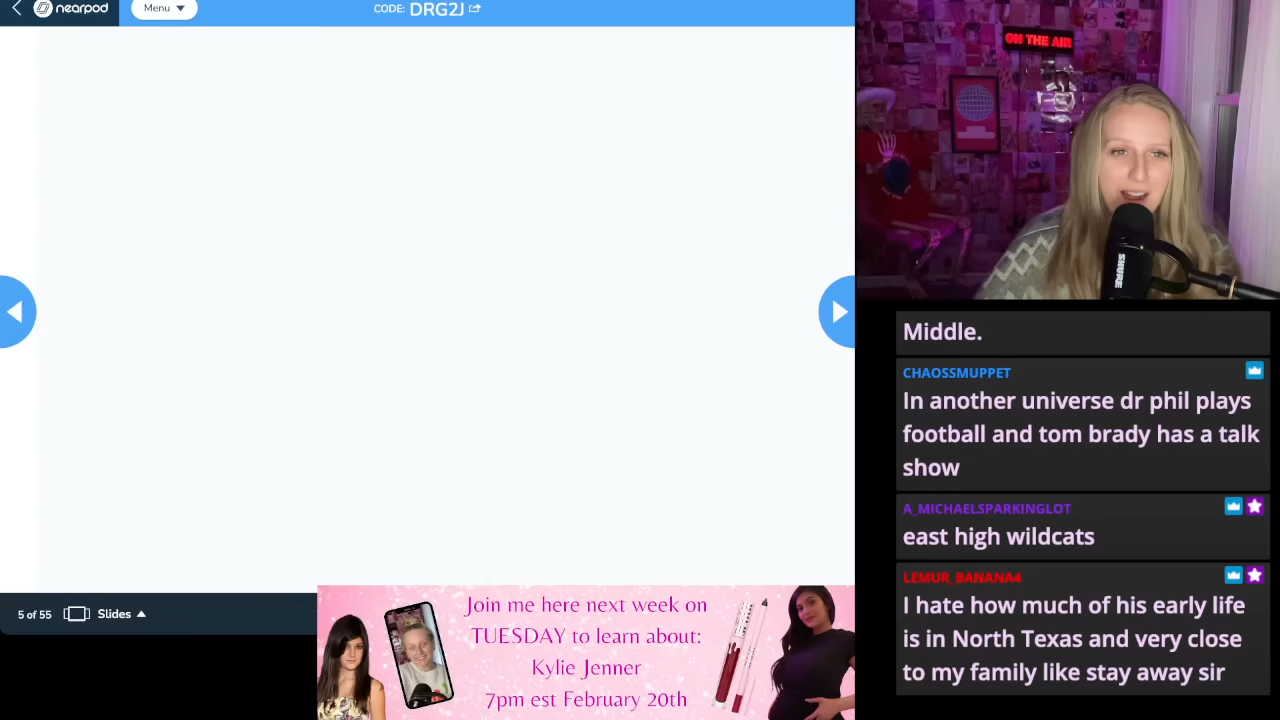 nearpod
Menu
CODE: DRG2J
ON THE AIR
SHURE
Middle.
CHAOSSMUPPET
In another universe dr phil plays
football and tom brady has a talk
show
A_MICHAELSPARKINGLOT
east high wildcats
LEMUR_BANANA4
I hate how much of his early life
is in North Texas and very close
to my family like stay away sir
5 of 55
Slides
Join me here next week on
TUESDAY to learn about:
Kylie Jenner
7pm est February 20th